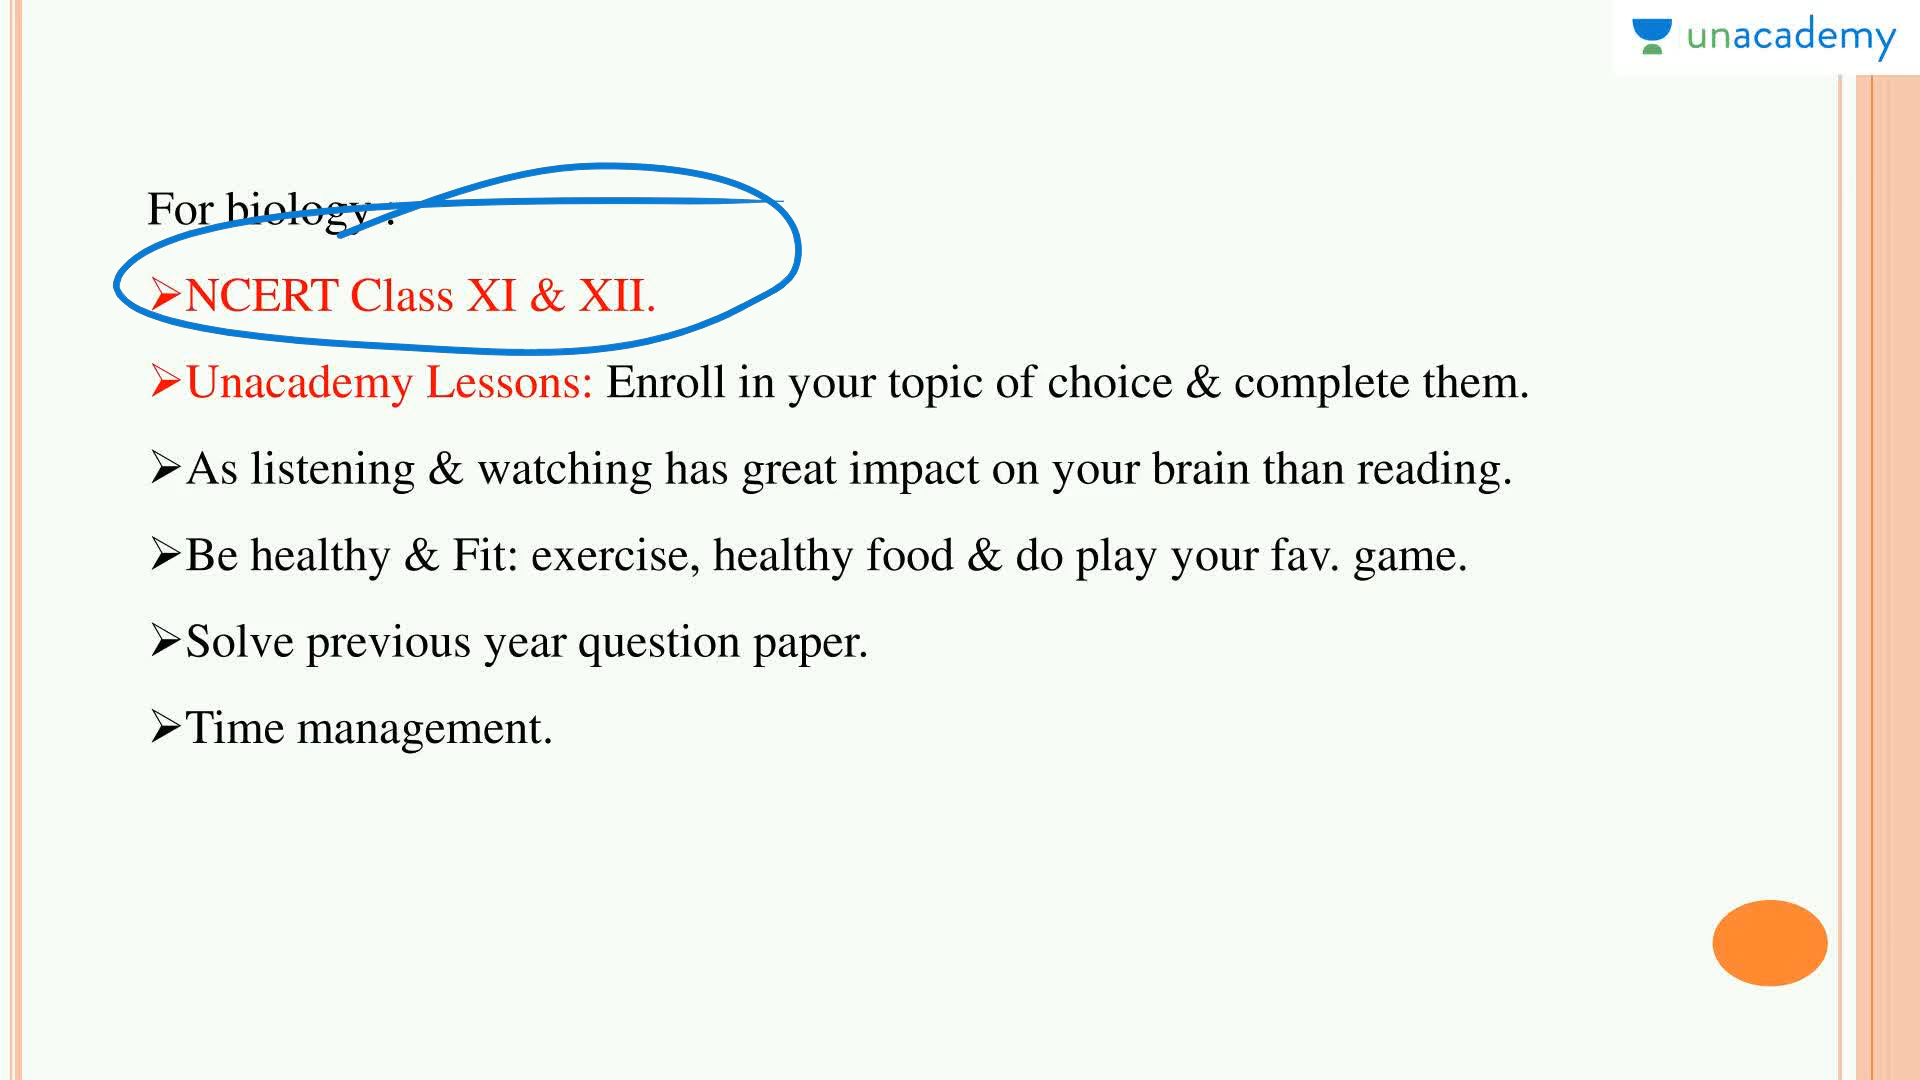 unacademy
For biology :
➢NCERT Class XI & XII.
➢Unacademy Lessons: Enroll in your topic of choice & complete them.
➢As listening & watching has great impact on your brain than reading.
➢Be healthy & Fit: exercise, healthy food & do play your fav. game.
➢Solve previous year question paper.
➢Time management.